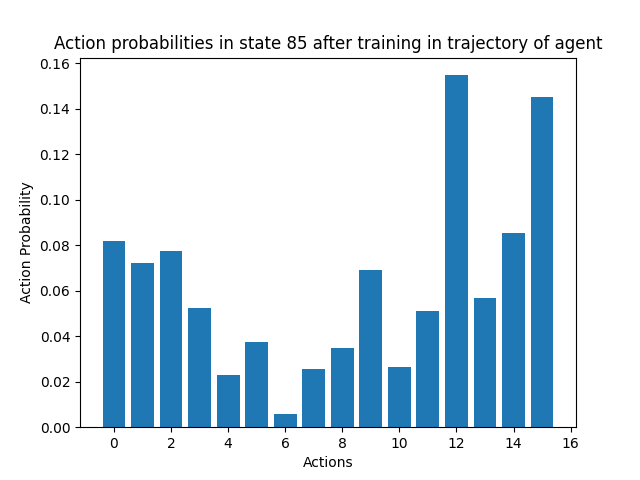 Action probabilities in state 85 after training in trajectory of agent
0.16
0.14
0.12
0.10
0.08
0.06
0.04
0.02
0.00
Action Probability
0 2 4 6 8 10 12 14 16
Actions